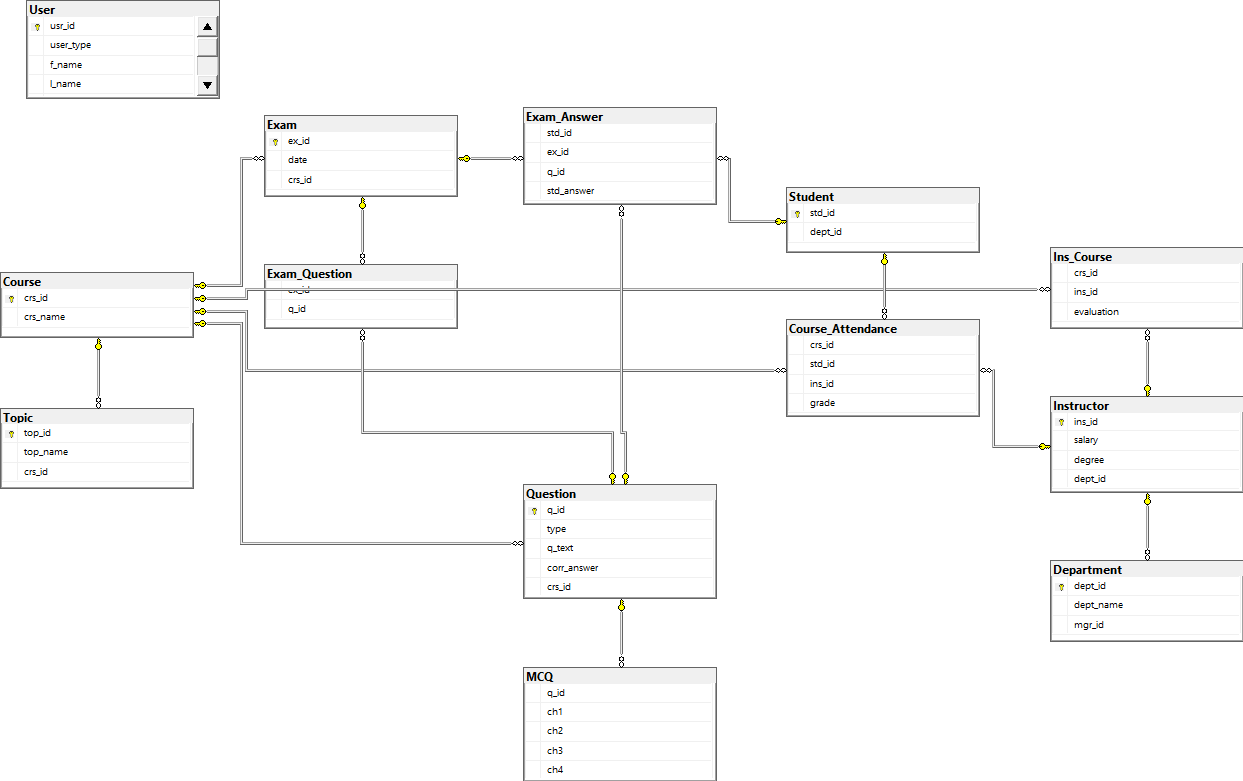 User
usr_id
user_type
f_name
l_name
Exam
ex_id
date
crs_id
Exam_Answer
std_id
ex_id
q_id
std_answer
Student
std_id
dept_id
Ins_Course
crs_id
ins_id
evaluation
Course
crs_id
crs_name
Exam_Question
ex_id
q_id
Course_Attendance
crs_id
std_id
ins_id
grade
Topic
top_id
top_name
crs_id
Instructor
ins_id
salary
degree
dept_id
Question
q_id
type
q_text
corr_answer
crs_id
Department
dept_id
dept_name
mgr_id
MCQ
q_id
ch1
ch2
ch3
ch4